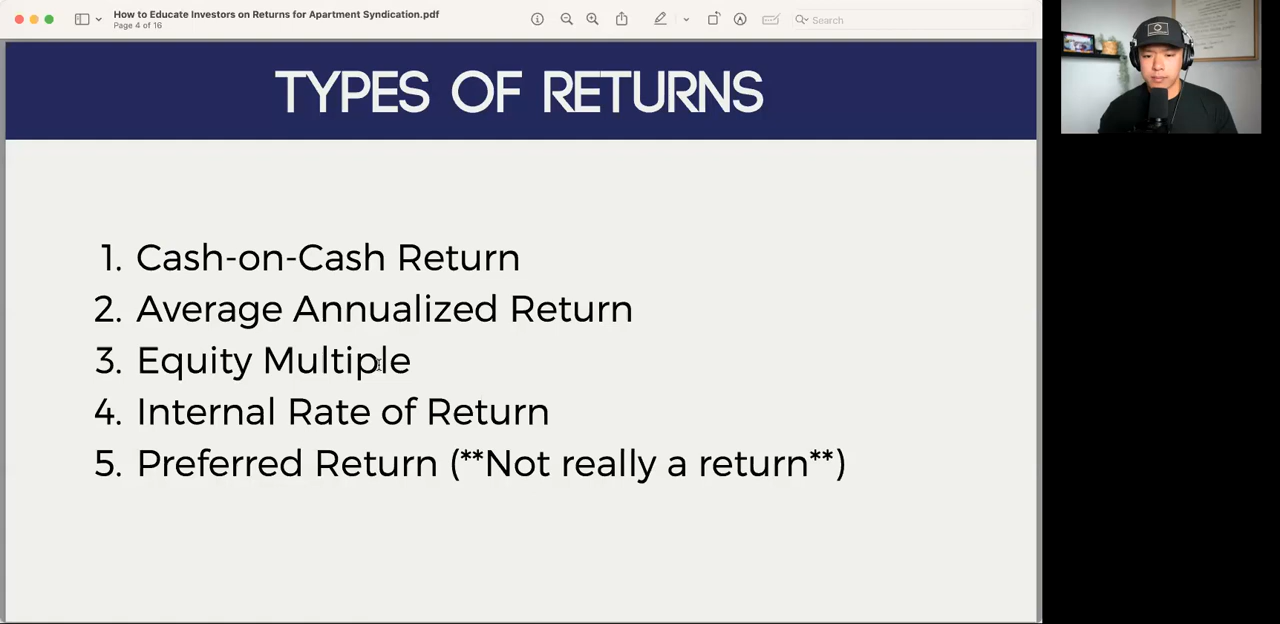 How to Educate Investors on Returns for Apartment Syndication.pdf
Page 4 of 16
Search
TYPES OF RETURNS
1. Cash-on-Cash Return
2. Average Annualized Return
3. Equity Multiple
4. Internal Rate of Return
5. Preferred Return (**Not really a return**)